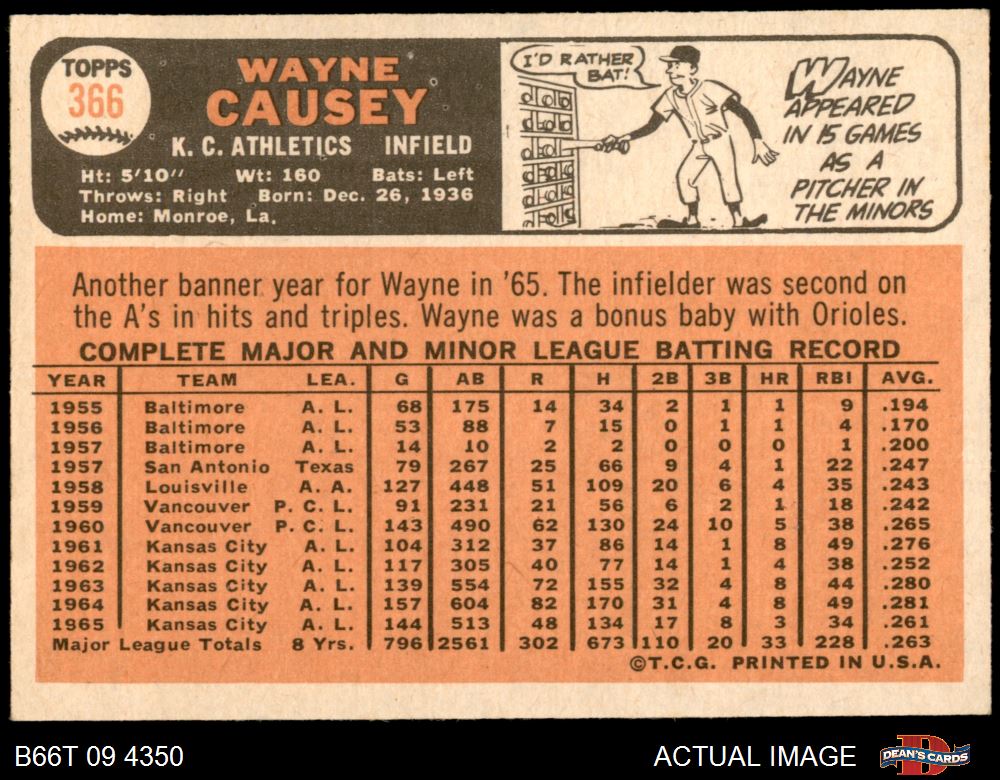 TOPPS
366
WAYNE
CAUSEY
K. C. ATHLETICS INFIELD
Ht: 5'10" Wt: 160 Bats: Left
Throws: Right Born: Dec. 26, 1936
Home: Monroe, La.
I'D RATHER
BAT!
WAYNE
APPEARED
IN 15 GAMES
AS A
PITCHER IN
THE MINORS
Another banner year for Wayne in '65. The infielder was second on
the A's in hits and triples. Wayne was a bonus baby with Orioles.
COMPLETE MAJOR AND MINOR LEAGUE BATTING RECORD
YEAR TEAM LEA. G AB R H 2B 3B HR RBI AVG.
1955 Baltimore A. L. 68 175 14 34 2 1 1 9 .194
1956 Baltimore A. L. 53 88 7 15 0 1 1 4 .170
1957 Baltimore A. L. 14 10 2 2 0 0 0 1 .200
1957 San Antonio Texas 79 267 25 66 9 4 1 22 .247
1958 Louisville A. A. 127 448 51 109 20 6 4 35 .243
1959 Vancouver P. C. L. 91 231 21 56 6 2 1 18 .242
1960 Vancouver P. C. L. 143 490 62 130 24 10 5 38 .265
1961 Kansas City A. L. 104 312 37 86 14 1 8 49 .276
1962 Kansas City A. L. 117 305 40 77 14 1 4 38 .252
1963 Kansas City A. L. 139 554 72 155 32 4 8 44 .280
1964 Kansas City A. L. 157 604 82 170 31 4 8 49 .281
1965 Kansas City A. L. 144 513 48 134 17 8 3 34 .261
Major League Totals 8 Yrs. 796 2561 302 673 110 20 33 228 .263
©T.C.G. PRINTED IN U.S.A.
B66T 09 4350 ACTUAL IMAGE DEAN'S CARDS